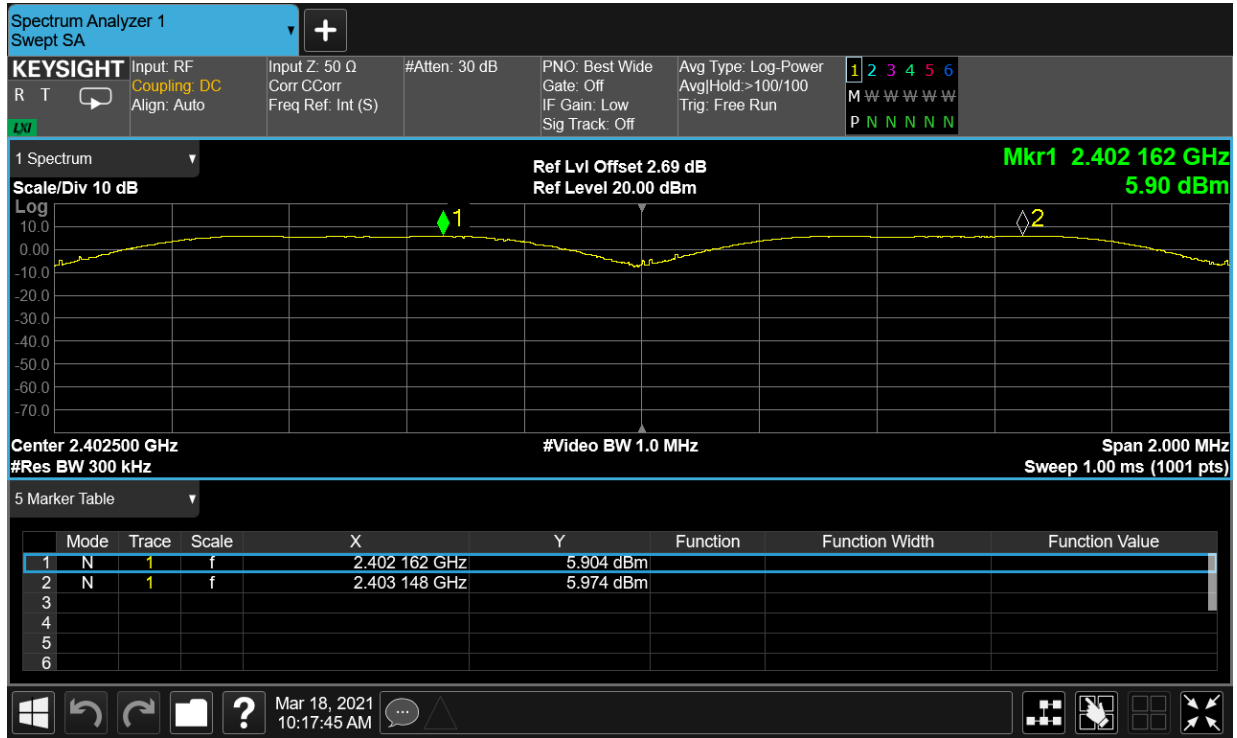 Spectrum Analyzer 1
Swept SA
KEYSIGHT Input: RF Input Z: 50 Ω #Atten: 30 dB PNO: Best Wide Avg Type: Log-Power 1 2 3 4 5 6
R T Coupling: DC Corr CCorr Gate: Off Avg|Hold:>100/100 M W W W W W
Align: Auto Freq Ref: Int (S) IF Gain: Low Trig: Free Run
LXI Sig Track: Off P N N N N N
1 Spectrum Ref Lvl Offset 2.69 dB Mkr1 2.402 162 GHz
Scale/Div 10 dB Ref Level 20.00 dBm 5.90 dBm
Log
1 2
10.0
0.00
-10.0
-20.0
-30.0
-40.0
-50.0
-60.0
-70.0
Center 2.402500 GHz #Video BW 1.0 MHz Span 2.000 MHz
#Res BW 300 kHz Sweep 1.00 ms (1001 pts)
5 Marker Table
Mode Trace Scale X Y Function Function Width Function Value
1 N 1 f 2.402 162 GHz 5.904 dBm
2 N 1 f 2.403 148 GHz 5.974 dBm
3
4
5
6
? Mar 18, 2021
10:17:45 AM